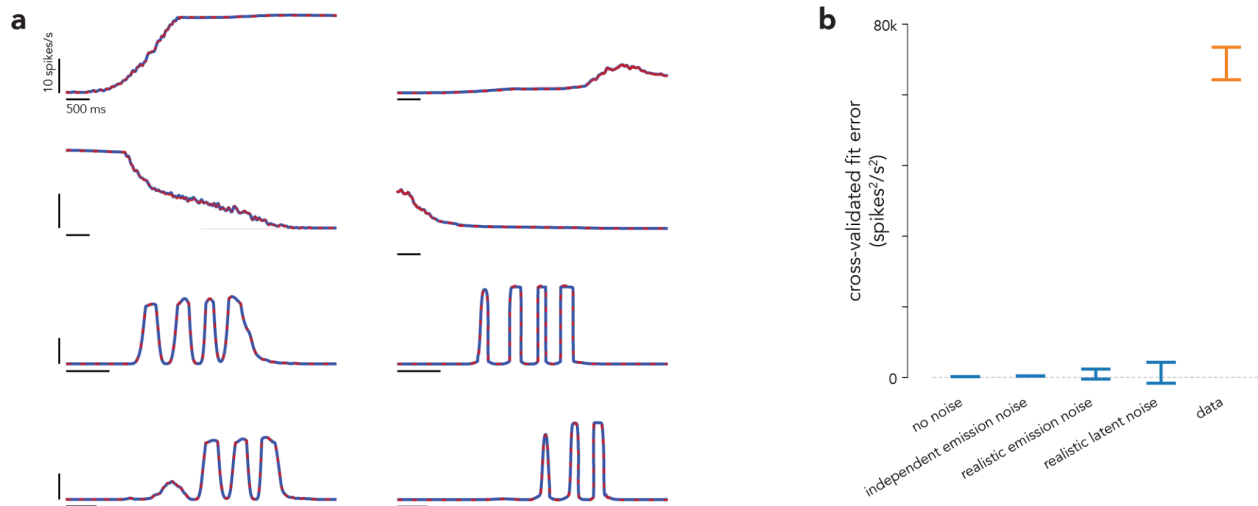 a
10 spikes/s
500 ms
b
80k
cross-validated fit error
(spikes²/s²)
0
no noise
independent emission noise
realistic emission noise
realistic latent noise
data